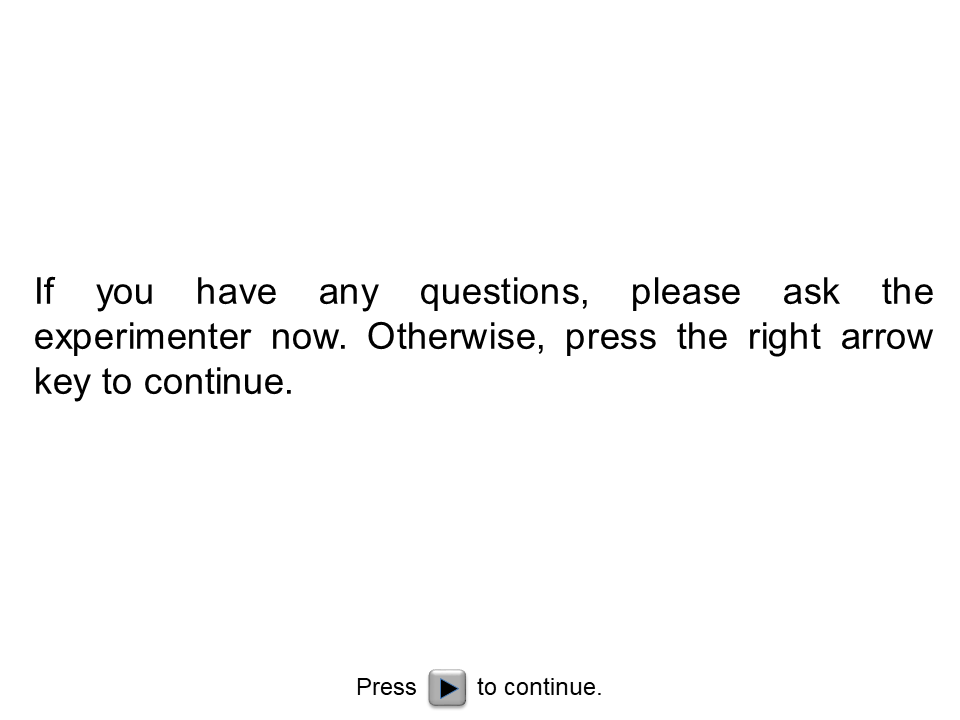 If you have any questions, please ask the
experimenter now. Otherwise, press the right arrow
key to continue.
Press to continue.